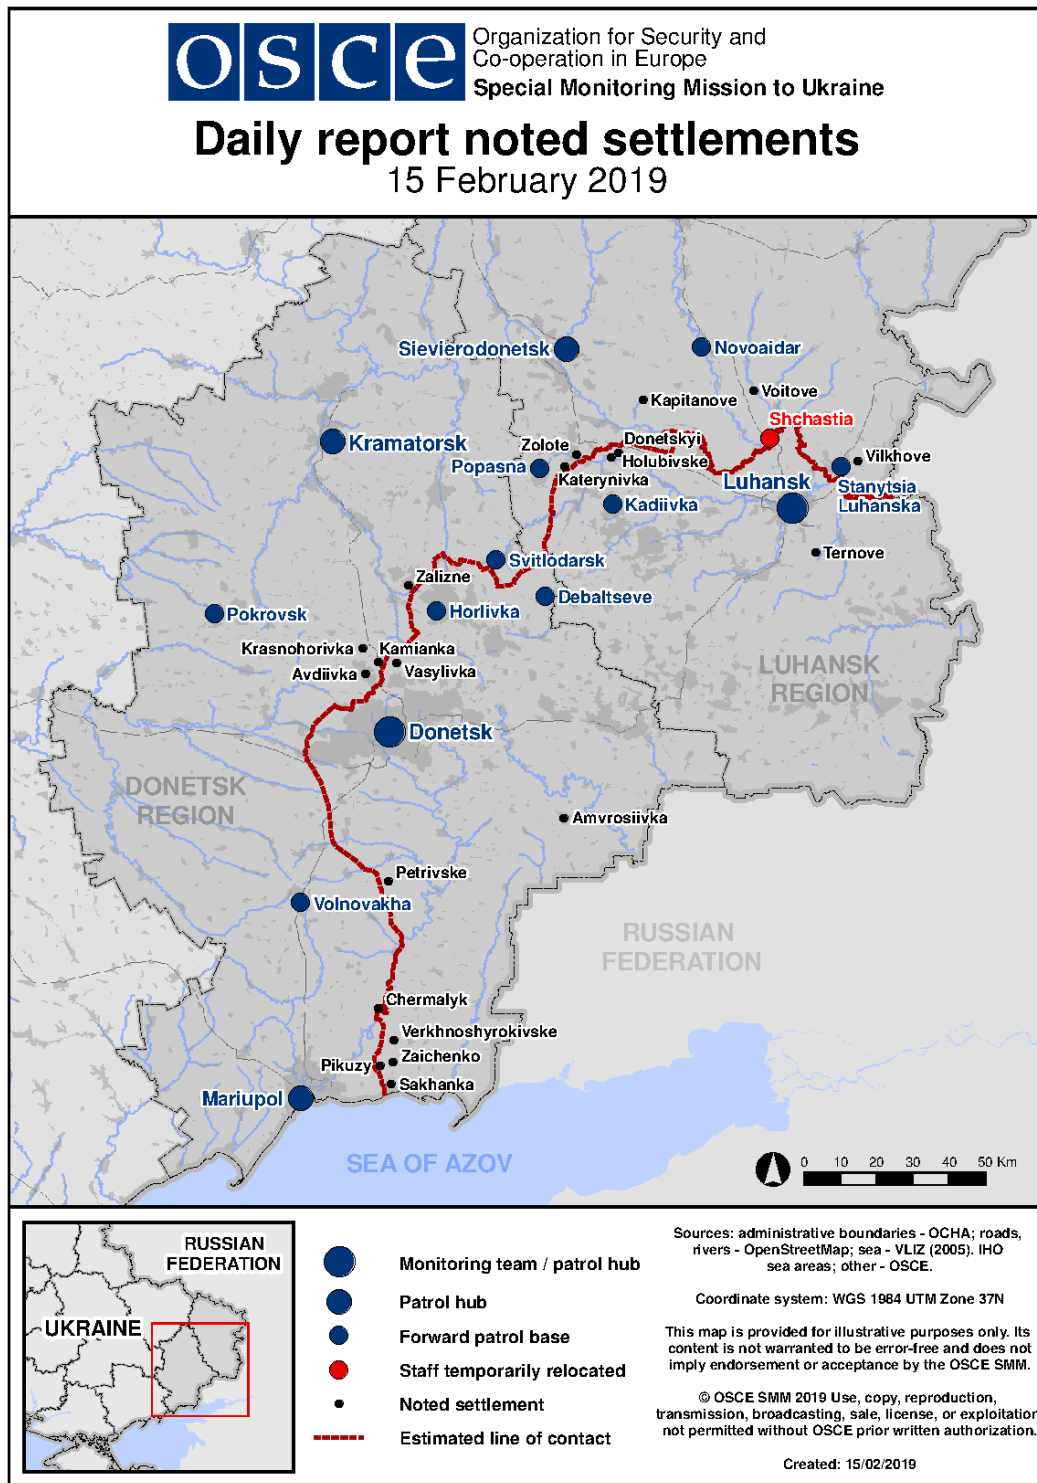 osce
Organization for Security and
Co-operation in Europe
Special Monitoring Mission to Ukraine
Daily report noted settlements
15 February 2019
Sievierodonetsk
Novoaidar
Voitove
Kapitanove
Shchastia
Kramatorsk
Zolote
Donetskyi
Holubivske
Popasna
Katerynivka
Vilkhove
Luhansk
Stanytsia
Luhanska
Kadiivka
Svitlodarsk
Ternove
Zalizne
Debaltseve
Pokrovsk
Horlivka
Krasnohorivka
Kamianka
Avdiivka
Vasylivka
LUHANSK
REGION
Donetsk
DONETSK
REGION
Amvrosiivka
Petrivske
Volnovakha
RUSSIAN
FEDERATION
Chermalyk
Verkhnoshyrokivske
Zaichenko
Pikuzy
Sakhanka
Mariupol
SEA OF AZOV
0 10 20 30 40 50 Km
RUSSIAN
FEDERATION
UKRAINE
Monitoring team / patrol hub
Patrol hub
Forward patrol base
Staff temporarily relocated
Noted settlement
Estimated line of contact
Sources: administrative boundaries - OCHA; roads,
rivers - OpenStreetMap; sea - VLIZ (2005). IHO
sea areas; other - OSCE.
Coordinate system: WGS 1984 UTM Zone 37N
This map is provided for illustrative purposes only. Its
content is not warranted to be error-free and does not
imply endorsement or acceptance by the OSCE SMM.
© OSCE SMM 2019 Use, copy, reproduction,
transmission, broadcasting, sale, license, or exploitation
not permitted without OSCE prior written authorization.
Created: 15/02/2019